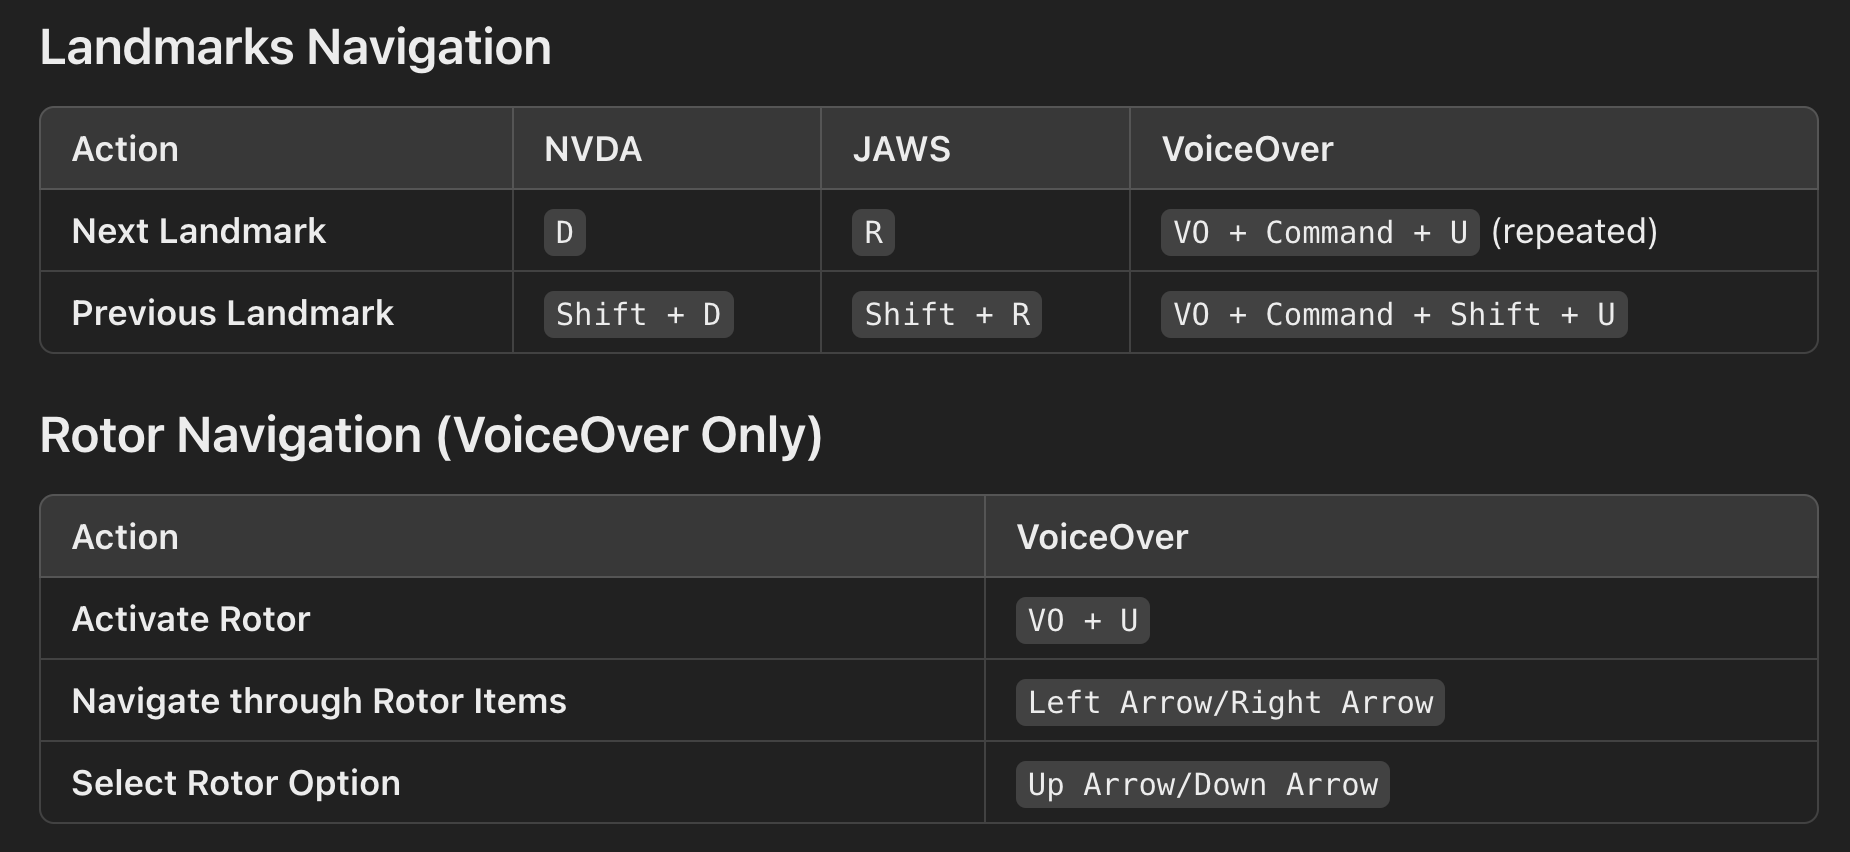 Landmarks Navigation
Action NVDA JAWS VoiceOver
Next Landmark D R VO + Command + U (repeated)
Previous Landmark Shift + D Shift + R VO + Command + Shift + U
Rotor Navigation (VoiceOver Only)
Action VoiceOver
Activate Rotor VO + U
Navigate through Rotor Items Left Arrow/Right Arrow
Select Rotor Option Up Arrow/Down Arrow